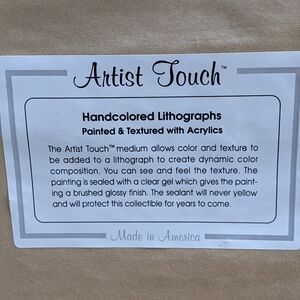 Artist Touch™
Handcolored Lithographs
Painted & Textured with Acrylics
The Artist Touch™ medium allows color and texture to
be added to a lithograph to create dynamic color
composition. You can see and feel the texture. The
painting is sealed with a clear gel which gives the paint-
ing a brushed glossy finish. The sealant will never yellow
and will protect this collectible for years to come.
Made in America